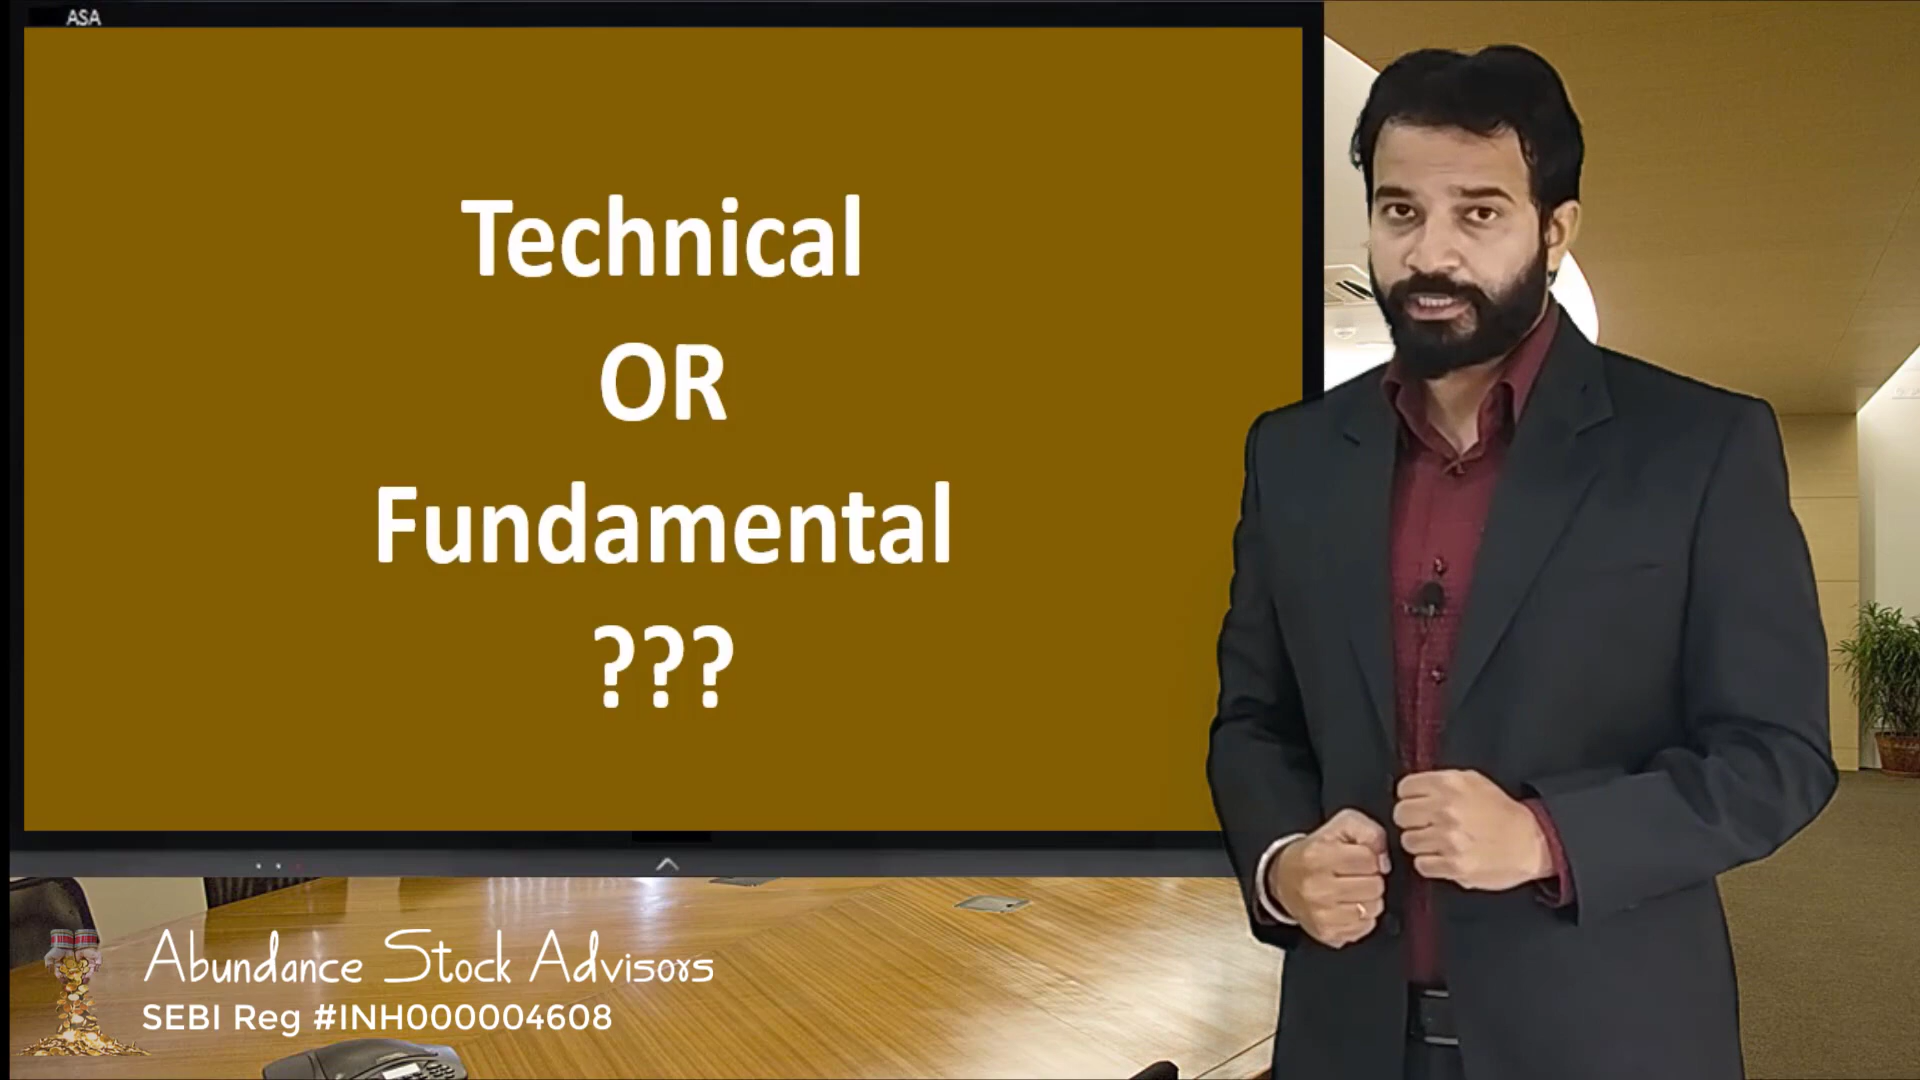 ASA
Technical
OR
Fundamental
???
Abundance Stock Advisors
SEBI Reg #INH000004608